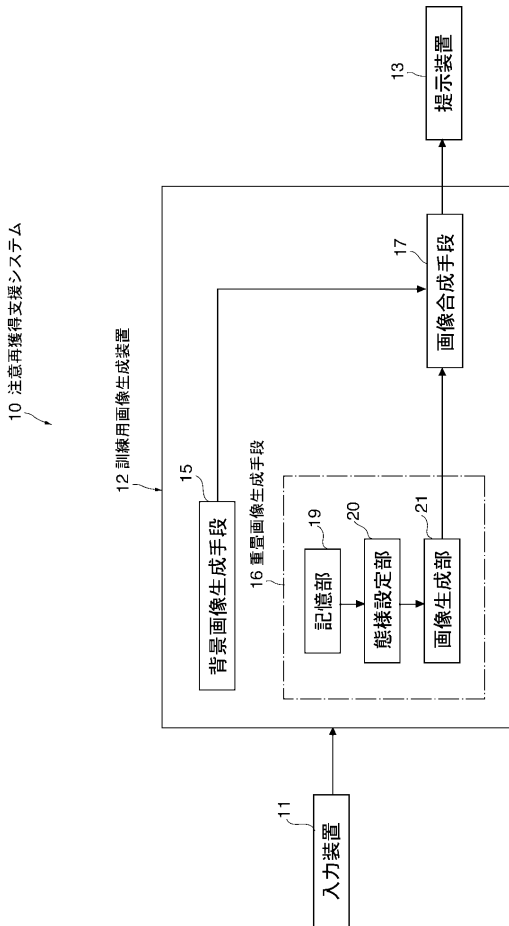 10 注意再獲得支援システム
12 訓練用画像生成装置
15
背景画像生成手段
16 重畳画像生成手段
19
記憶部
20
態様設定部
21
画像生成部
17
画像合成手段
11
入力装置
13
提示装置